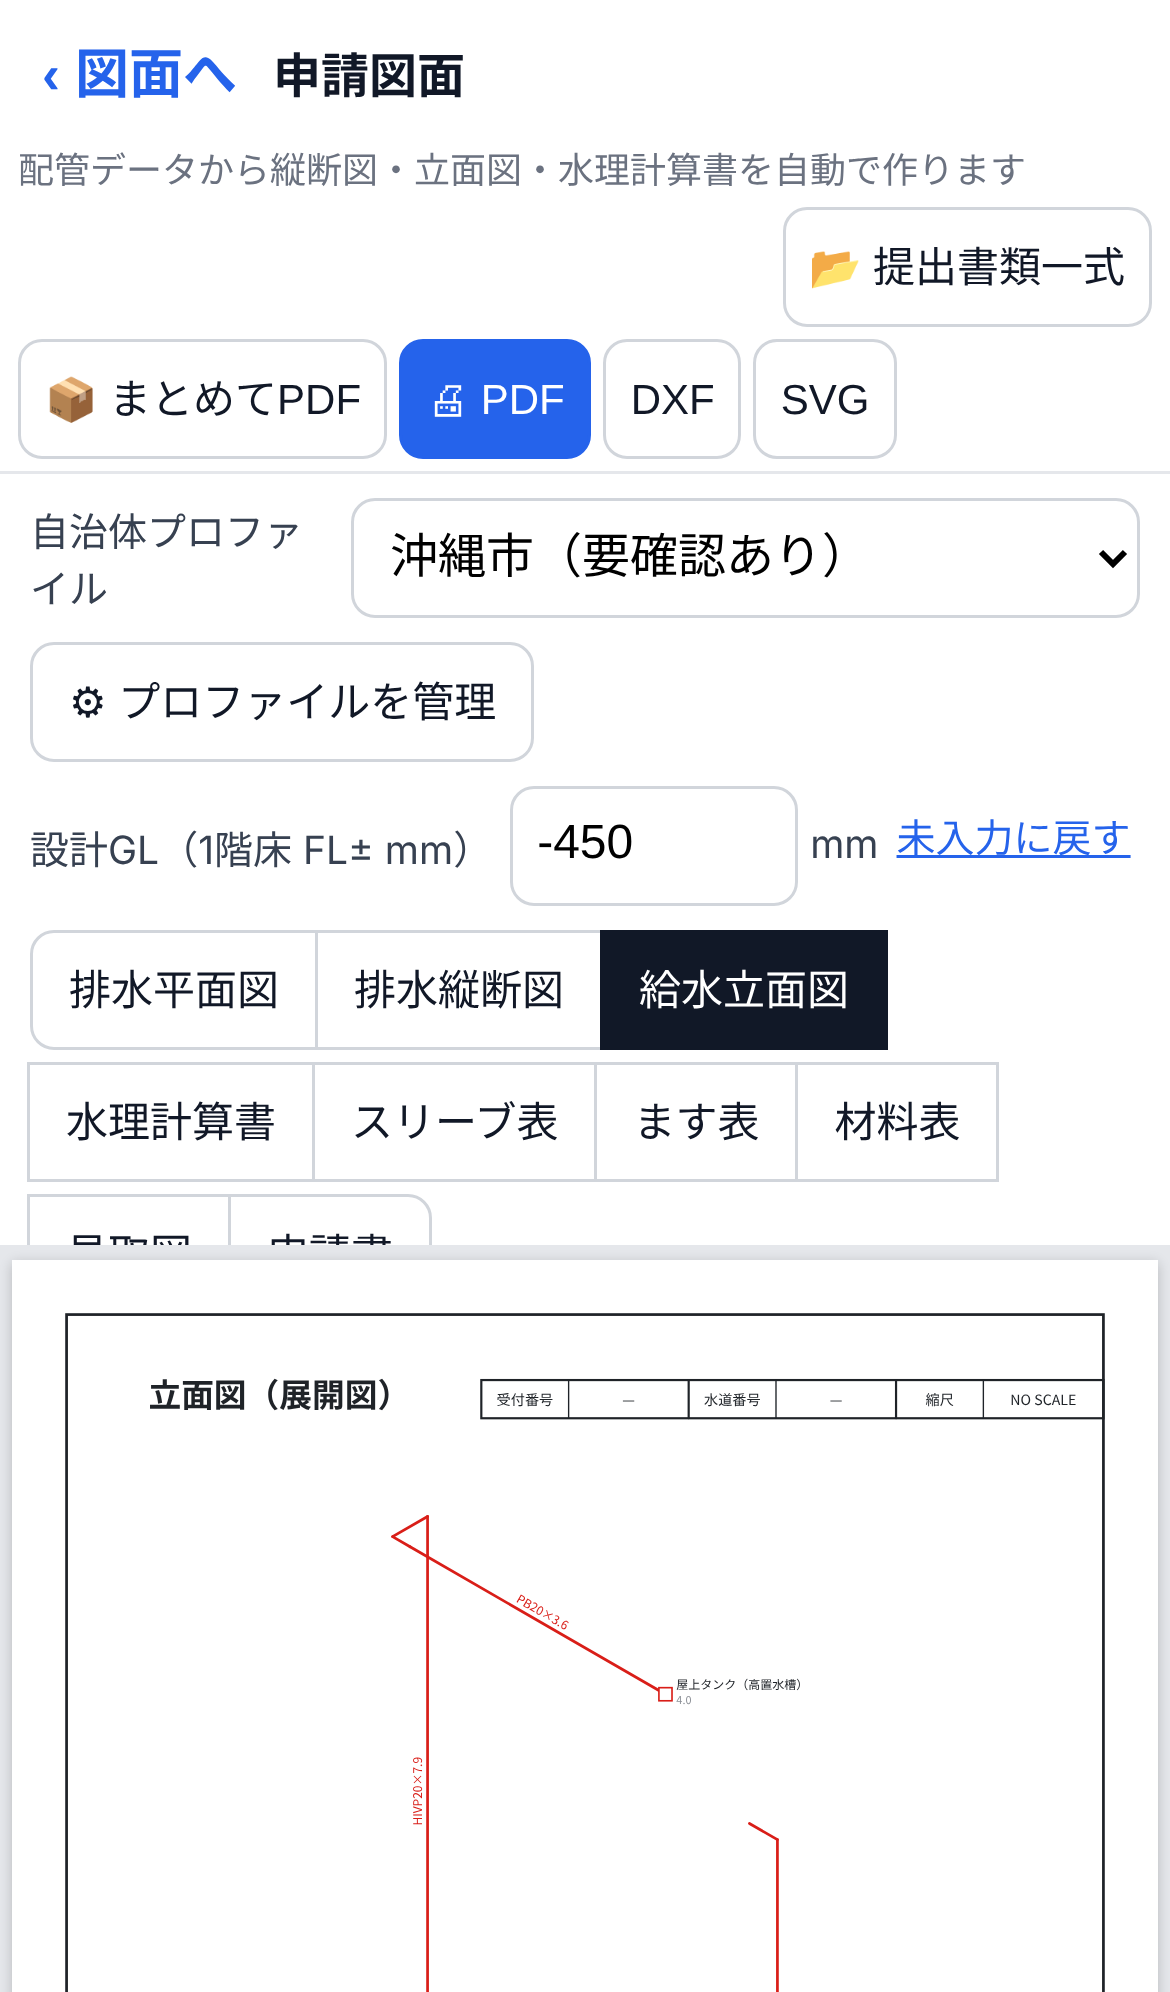 ‹ 図面へ 申請図面
配管データから縦断図・立面図・水理計算書を自動で作ります
📂 提出書類一式
📦 まとめてPDF 🖨 PDF DXF SVG
自治体プロファイル 沖縄市（要確認あり）
⚙ プロファイルを管理
設計GL（1階床 FL± mm） -450 mm 未入力に戻す
排水平面図 排水縦断図 給水立面図
水理計算書 スリーブ表 ます表 材料表
見取図 申請書
立面図（展開図） 受付番号 — 水道番号 — 縮尺 NO SCALE
PB20×3.6
屋上タンク（高置水槽）
4.0
HIVP20×7.9